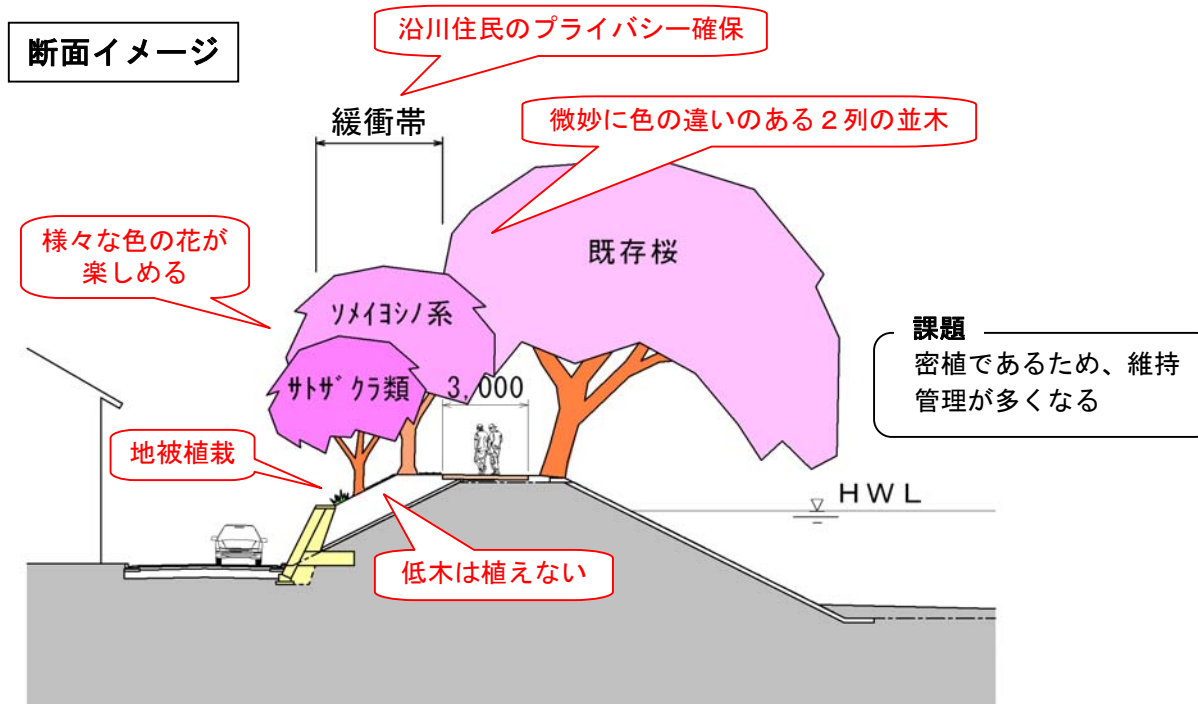 断面イメージ
沿川住民のプライバシー確保
緩衝帯
微妙に色の違いのある２列の並木
様々な色の花が
楽しめる
既存桜
ｿﾒｲﾖｼﾉ系
ｻﾄｻﾞｸﾗ類
3,000
課題
密植であるため、維持
管理が多くなる
地被植栽
ＨＷＬ
低木は植えない